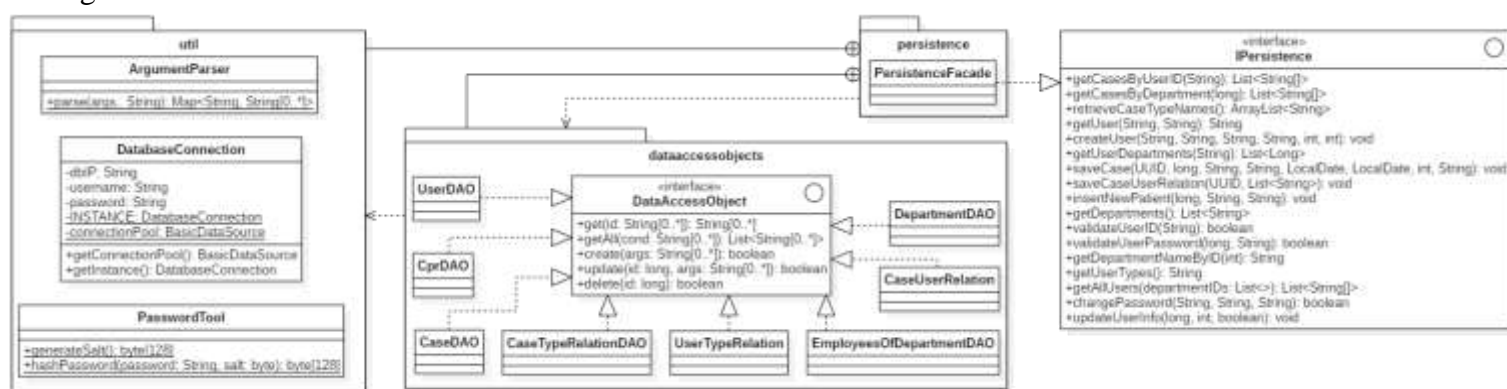 util
ArgumentParser
+parse(args. String) Map<String, String[0..*]>
DatabaseConnection
-dbIP: String
-username: String
-password: String
-INSTANCE: DatabaseConnection
-connectionPool: BasicDataSource
+getConnectionPool(): BasicDataSource
+getInstance(): DatabaseConnection
PasswordTool
+generateSalt(): byte[128]
+hashPassword(password: String, salt: byte): byte[128]
persistence
PersistenceFacade
dataaccessobjects
UserDAO
CprDAO
CaseDAO
«interface»
DataAccessObject
+get(id: String[0..*]): String[0..*]
+getAll(cond: String[0..*]): List<String[0..*]>
+create(args: String[0..*]): boolean
+update(id: long, args: String[0..*]): boolean
+delete(id: long): boolean
DepartmentDAO
CaseUserRelation
CaseTypeRelationDAO
UserTypeRelation
EmployeesOfDepartmentDAO
«interface»
IPersistence
+getCasesByUserID(String): List<String[]>
+getCasesByDepartment(long): List<String[]>
+retrieveCaseTypeNames(): ArrayList<String>
+getUser(String, String): String
+createUser(String, String, String, String, int, int): void
+getUserDepartments(String): List<Long>
+saveCase(UUID, long, String, String, LocalDate, LocalDate, int, String): void
+saveCaseUserRelation(UUID, List<String>): void
+insertNewPatient(long, String, String): void
+getDepartments(): List<String>
+validateUserID(String): boolean
+validateUserPassword(long, String): boolean
+getDepartmentNameByID(int): String
+getUserTypes(): String
+getAllUsers(departmentIDs: List<>): List<String[]>
+changePassword(String, String, String): boolean
+updateUserInfo(long, int, boolean): void